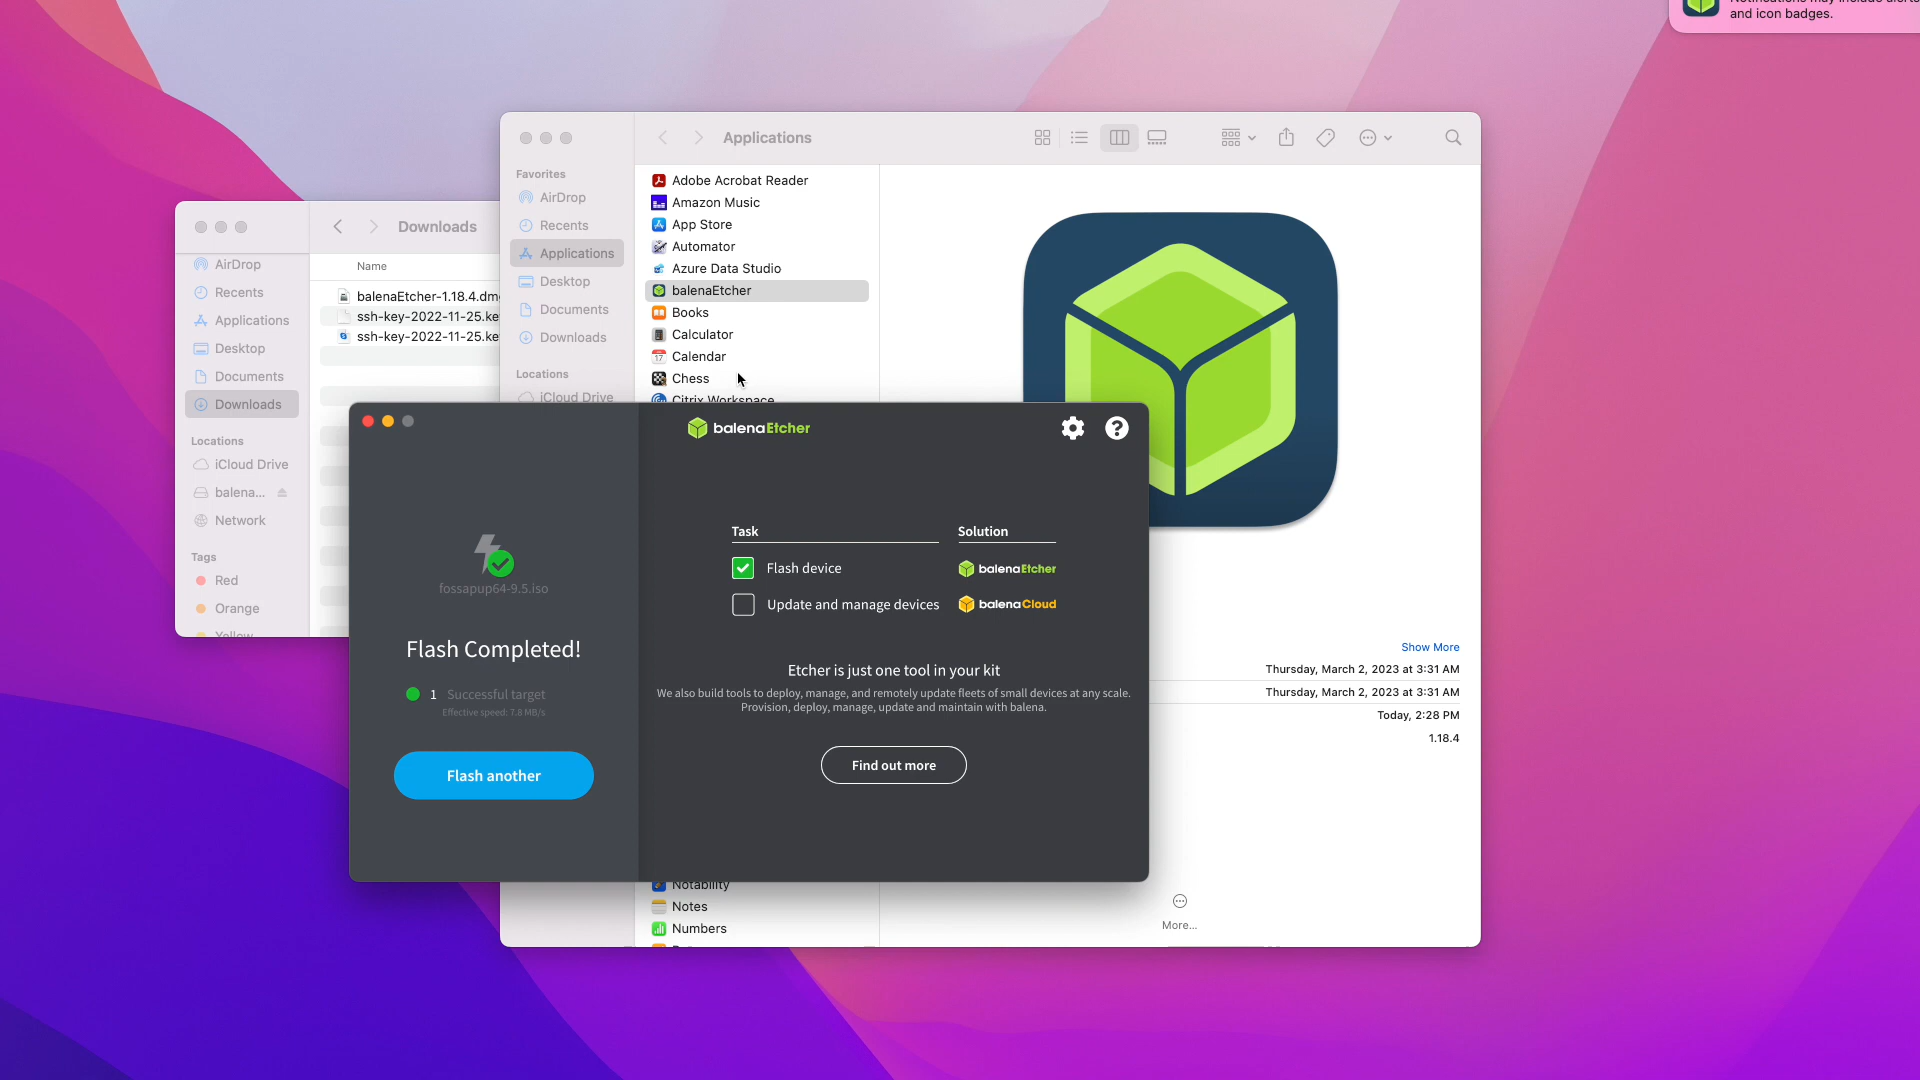 and icon badges.
Applications
Favorites
AirDrop
Recents
Applications
Desktop
Documents
Downloads
Locations
iCloud Drive
Adobe Acrobat Reader
Amazon Music
App Store
Automator
Azure Data Studio
balenaEtcher
Books
Calculator
Calendar
Chess
Citrix Workspace
Downloads
Name
AirDrop
Recents
Applications
Desktop
Documents
Downloads
Locations
iCloud Drive
balena...
Network
Tags
Red
Orange
Yellow
balenaEtcher-1.18.4.dm
ssh-key-2022-11-25.ke
ssh-key-2022-11-25.ke
balenaEtcher
fossapup64-9.5.iso
Flash Completed!
1 Successful target
Effective speed: 7.8 MB/s
Flash another
Task Solution
Flash device balenaEtcher
Update and manage devices balenaCloud
Etcher is just one tool in your kit
We also build tools to deploy, manage, and remotely update fleets of small devices at any scale.
Provision, deploy, manage, update and maintain with balena.
Find out more
Show More
Thursday, March 2, 2023 at 3:31 AM
Thursday, March 2, 2023 at 3:31 AM
Today, 2:28 PM
1.18.4
More...
Notability
Notes
Numbers